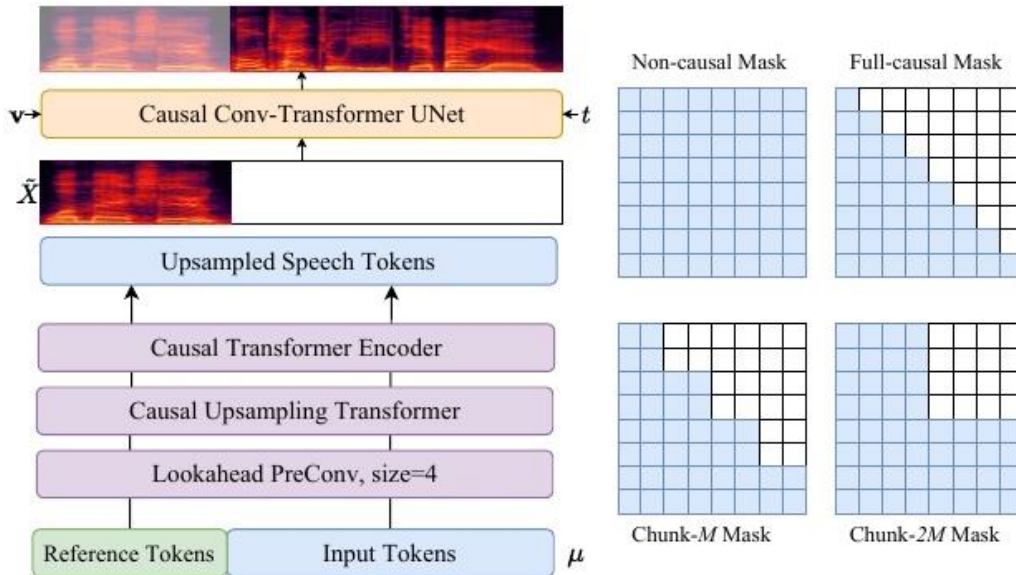 Non-causal Mask
Full-causal Mask
v
Causal Conv-Transformer UNet
t
X̃
Upsampled Speech Tokens
Causal Transformer Encoder
Causal Upsampling Transformer
Lookahead PreConv, size=4
Reference Tokens
Input Tokens
μ
Chunk-M Mask
Chunk-2M Mask